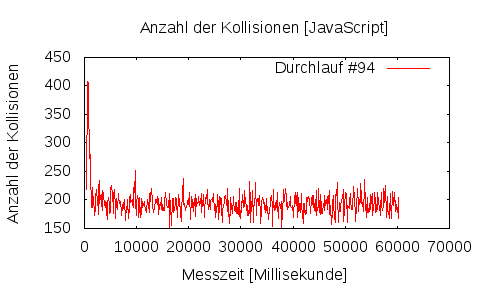 Anzahl der Kollisionen [JavaScript]
Durchlauf #94
Anzahl der Kollisionen
450
400
350
300
250
200
150
0 10000 20000 30000 40000 50000 60000 70000
Messzeit [Millisekunde]